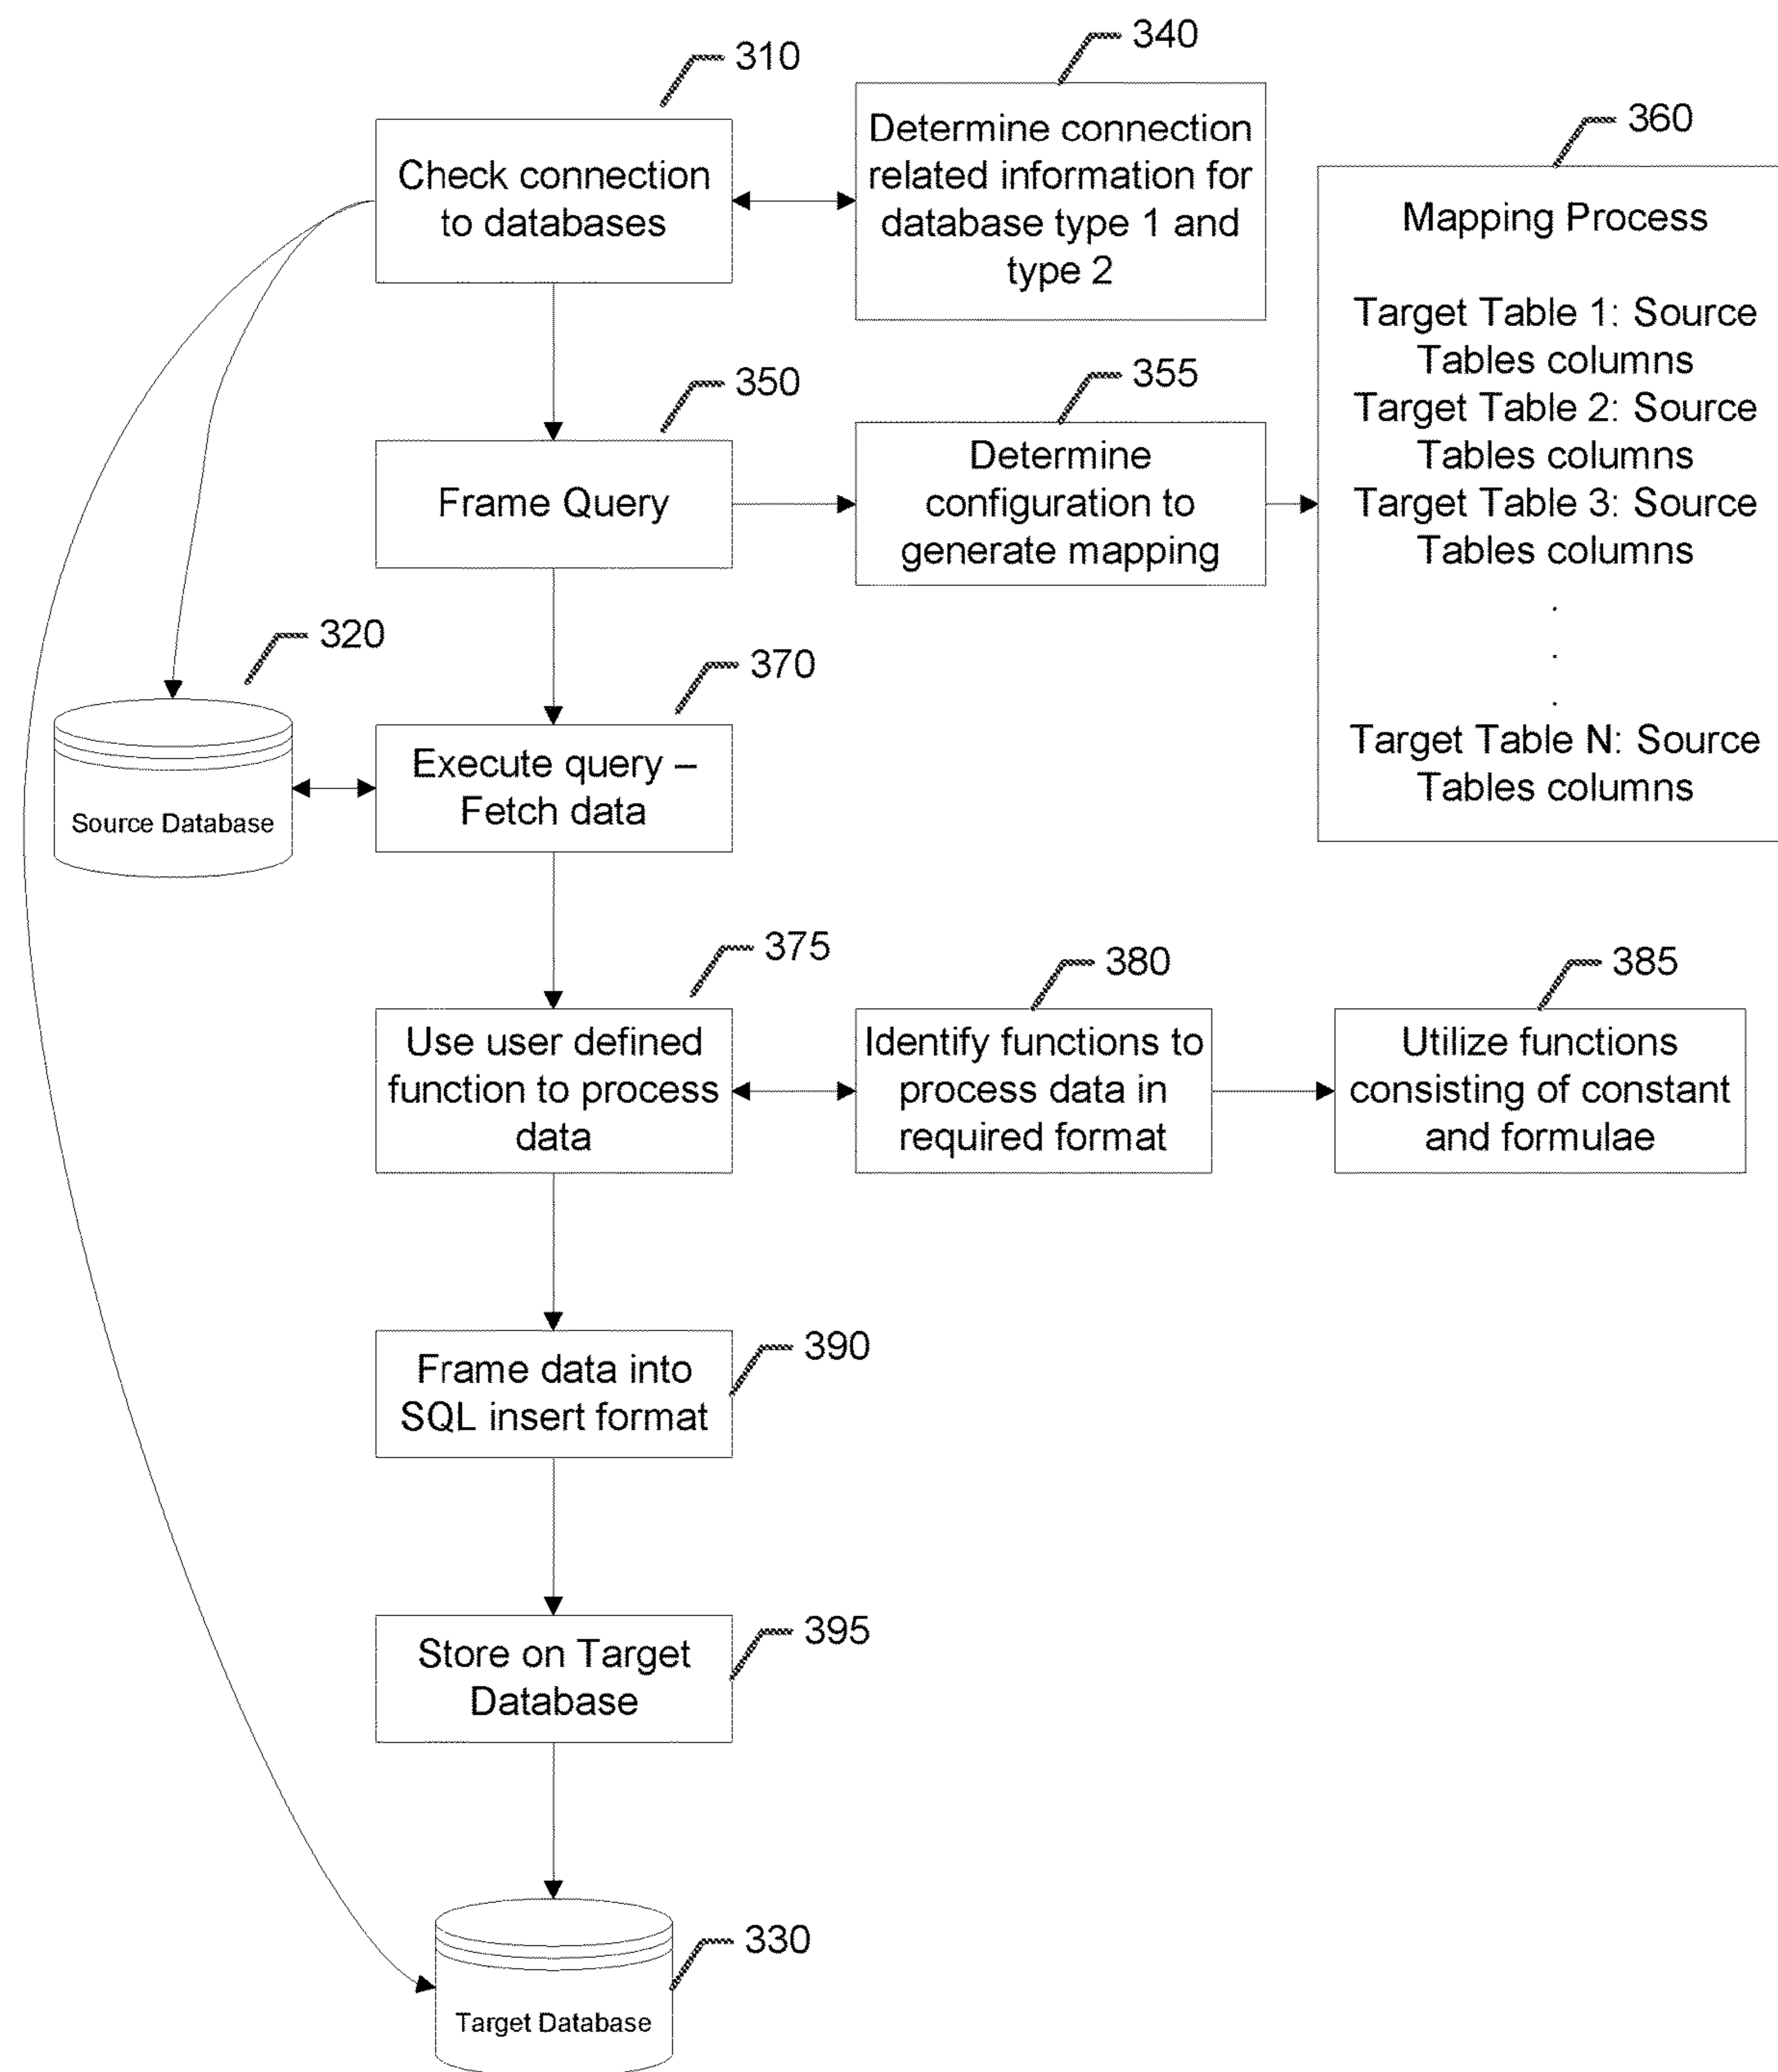 310
Check connection
to databases
340
Determine connection
related information for
database type 1 and
type 2
360
Mapping Process
Target Table 1: Source
Tables columns
Target Table 2: Source
Tables columns
Target Table 3: Source
Tables columns
.
.
.
Target Table N: Source
Tables columns
350
Frame Query
355
Determine
configuration to
generate mapping
320
Source Database
370
Execute query –
Fetch data
375
Use user defined
function to process
data
380
Identify functions to
process data in
required format
385
Utilize functions
consisting of constant
and formulae
390
Frame data into
SQL insert format
395
Store on Target
Database
330
Target Database